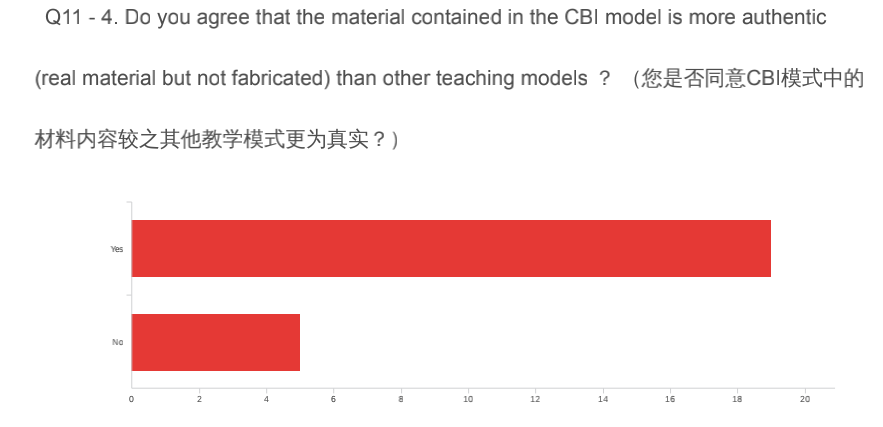 Q11 - 4. Do you agree that the material contained in the CBI model is more authentic
(real material but not fabricated) than other teaching models ？ （您是否同意CBI模式中的
材料内容较之其他教学模式更为真实？）
Yes
No
0 2 4 6 8 10 12 14 16 18 20